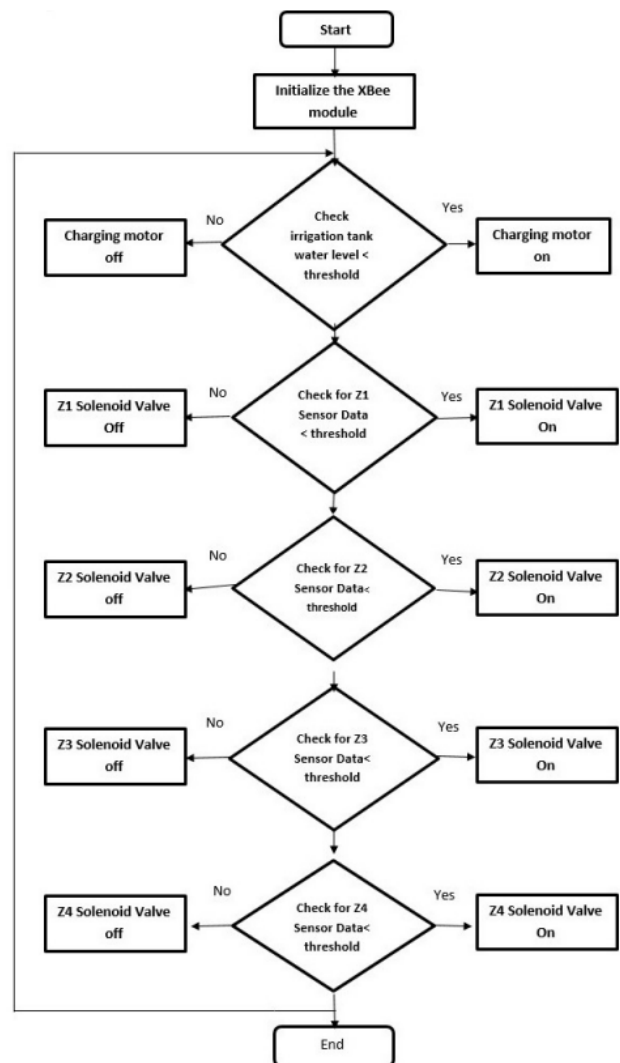 Start
Initialize the XBee
module
No
Yes
Charging motor
off
Check
irrigation tank
water level <
threshold
Charging motor
on
No
Yes
Z1 Solenoid Valve
Off
Check for Z1
Sensor Data
< threshold
Z1 Solenoid Valve
On
No
Yes
Z2 Solenoid Valve
off
Check for Z2
Sensor Data<
threshold
Z2 Solenoid Valve
On
No
Yes
Z3 Solenoid Valve
off
Check for Z3
Sensor Data<
threshold
Z3 Solenoid Valve
On
No
Yes
Z4 Solenoid Valve
off
Check for Z4
Sensor Data<
threshold
Z4 Solenoid Valve
On
End